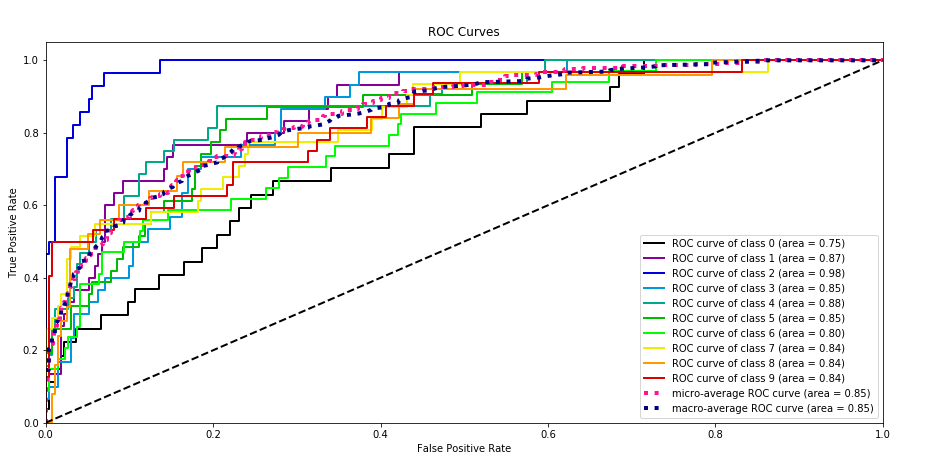 ROC Curves
True Positive Rate
1.0
0.8
0.6
0.4
0.2
0.0
ROC curve of class 0 (area = 0.75)
ROC curve of class 1 (area = 0.87)
ROC curve of class 2 (area = 0.98)
ROC curve of class 3 (area = 0.85)
ROC curve of class 4 (area = 0.88)
ROC curve of class 5 (area = 0.85)
ROC curve of class 6 (area = 0.80)
ROC curve of class 7 (area = 0.84)
ROC curve of class 8 (area = 0.84)
ROC curve of class 9 (area = 0.84)
micro-average ROC curve (area = 0.85)
macro-average ROC curve (area = 0.85)
0.0 0.2 0.4 0.6 0.8 1.0
False Positive Rate